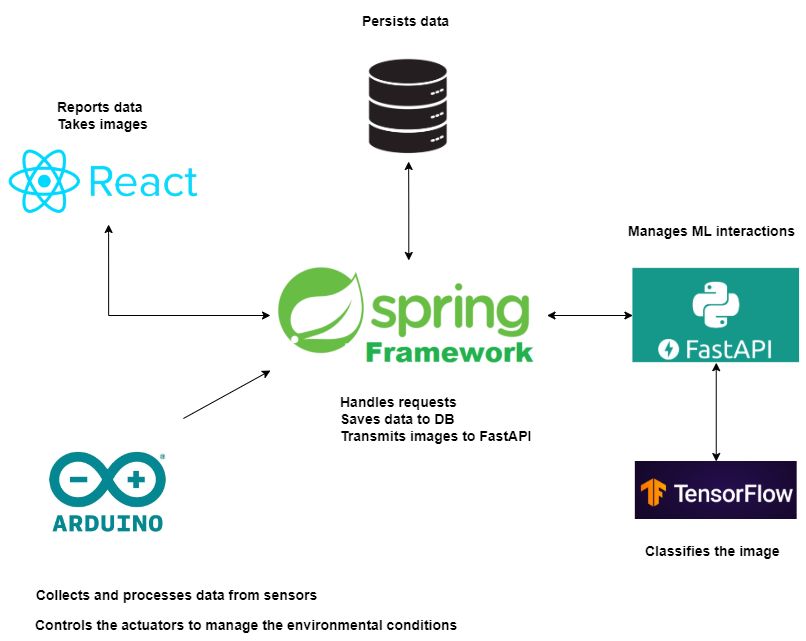 Persists data
Reports data
Takes images
React
Manages ML interactions
spring
Framework
FastAPI
Handles requests
Saves data to DB
Transmits images to FastAPI
ARDUINO
TensorFlow
Classifies the image
Collects and processes data from sensors
Controls the actuators to manage the environmental conditions